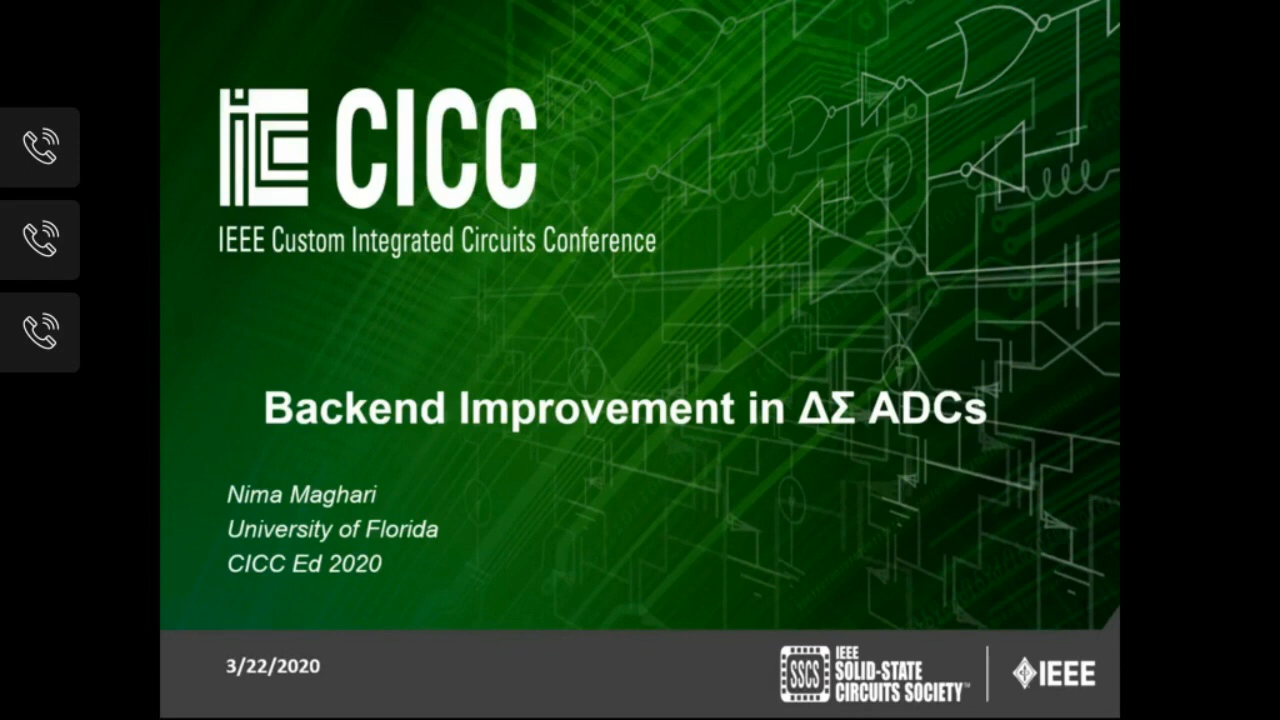 CICC
IEEE Custom Integrated Circuits Conference
Backend Improvement in ΔΣ ADCs
Nima Maghari
University of Florida
CICC Ed 2020
3/22/2020
SSCS
IEEE
SOLID-STATE
CIRCUITS SOCIETY™
IEEE